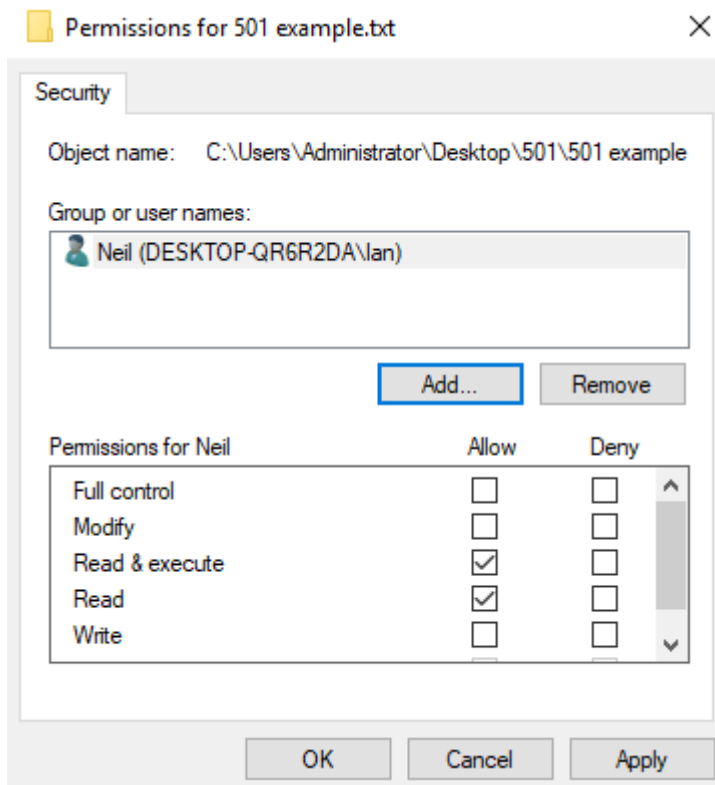 Permissions for 501 example.txt
Security
Object name: C:\Users\Administrator\Desktop\501\501 example
Group or user names:
Neil (DESKTOP-QR6R2DA\Ian)
Add... Remove
Permissions for Neil Allow Deny
Full control
Modify
Read & execute
Read
Write
OK Cancel Apply